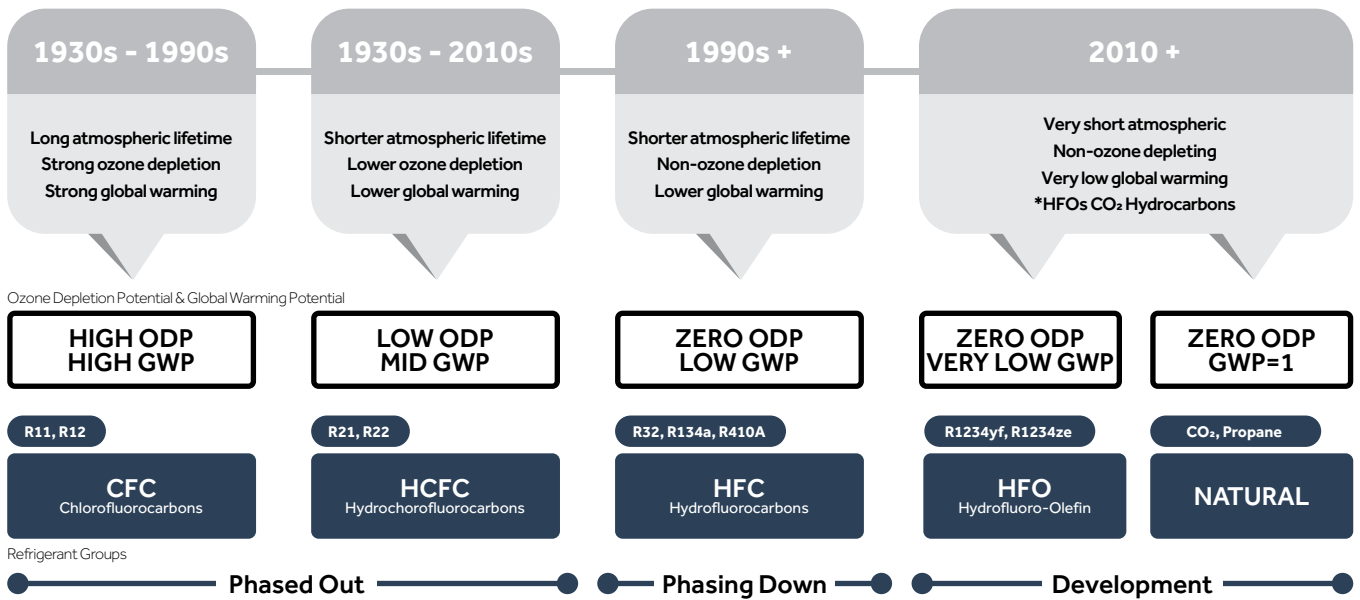 1930s - 1990s
Long atmospheric lifetime
Strong ozone depletion
Strong global warming
1930s - 2010s
Shorter atmospheric lifetime
Lower ozone depletion
Lower global warming
1990s +
Shorter atmospheric lifetime
Non-ozone depletion
Lower global warming
2010 +
Very short atmospheric
Non-ozone depleting
Very low global warming
*HFOs CO₂ Hydrocarbons
Ozone Depletion Potential & Global Warming Potential
HIGH ODP
HIGH GWP
LOW ODP
MID GWP
ZERO ODP
LOW GWP
ZERO ODP
VERY LOW GWP
ZERO ODP
GWP=1
R11, R12
CFC
Chlorofluorocarbons
R21, R22
HCFC
Hydrochorofluorocarbons
R32, R134a, R410A
HFC
Hydrofluorocarbons
R1234yf, R1234ze
HFO
Hydrofluoro-Olefin
CO₂, Propane
NATURAL
Refrigerant Groups
Phased Out
Phasing Down
Development